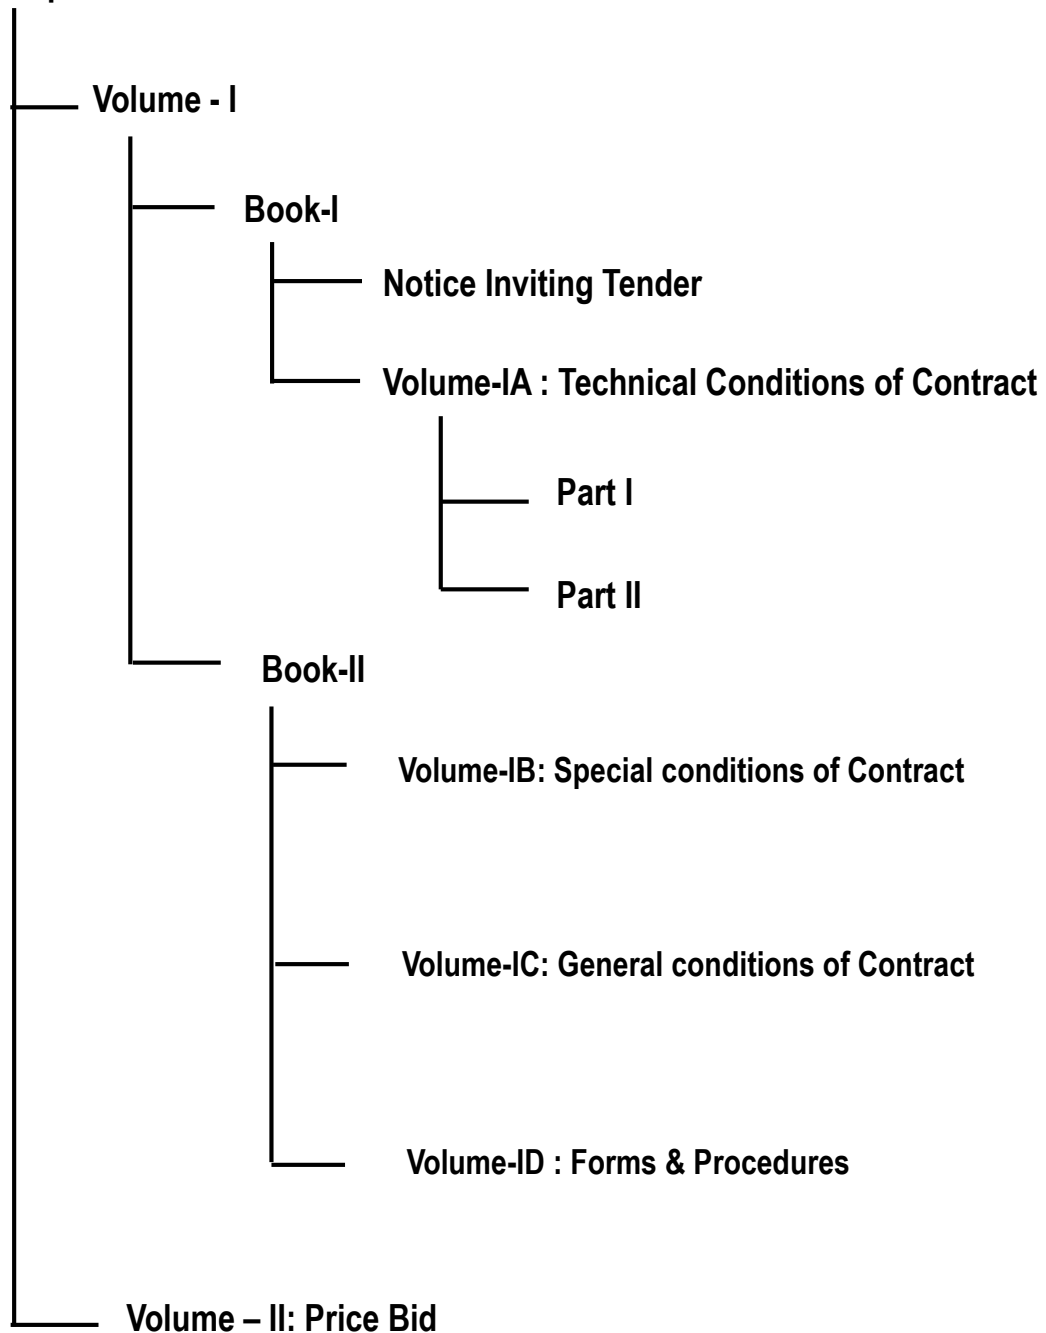 Volume - I
Book-I
Notice Inviting Tender
Volume-IA : Technical Conditions of Contract
Part I
Part II
Book-II
Volume-IB: Special conditions of Contract
Volume-IC: General conditions of Contract
Volume-ID : Forms & Procedures
Volume – II: Price Bid